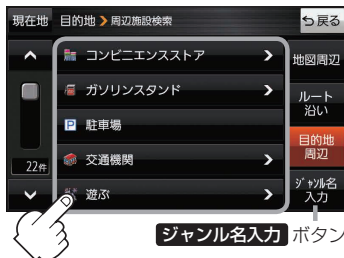 現在地 目的地 周辺施設検索 戻る
コンビニエンスストア
ガソリンスタンド
P 駐車場
交通機関
遊ぶ
22件
地図周辺
ルート
沿い
目的地
周辺
ジャンル名
入力
ジャンル名入力 ボタン